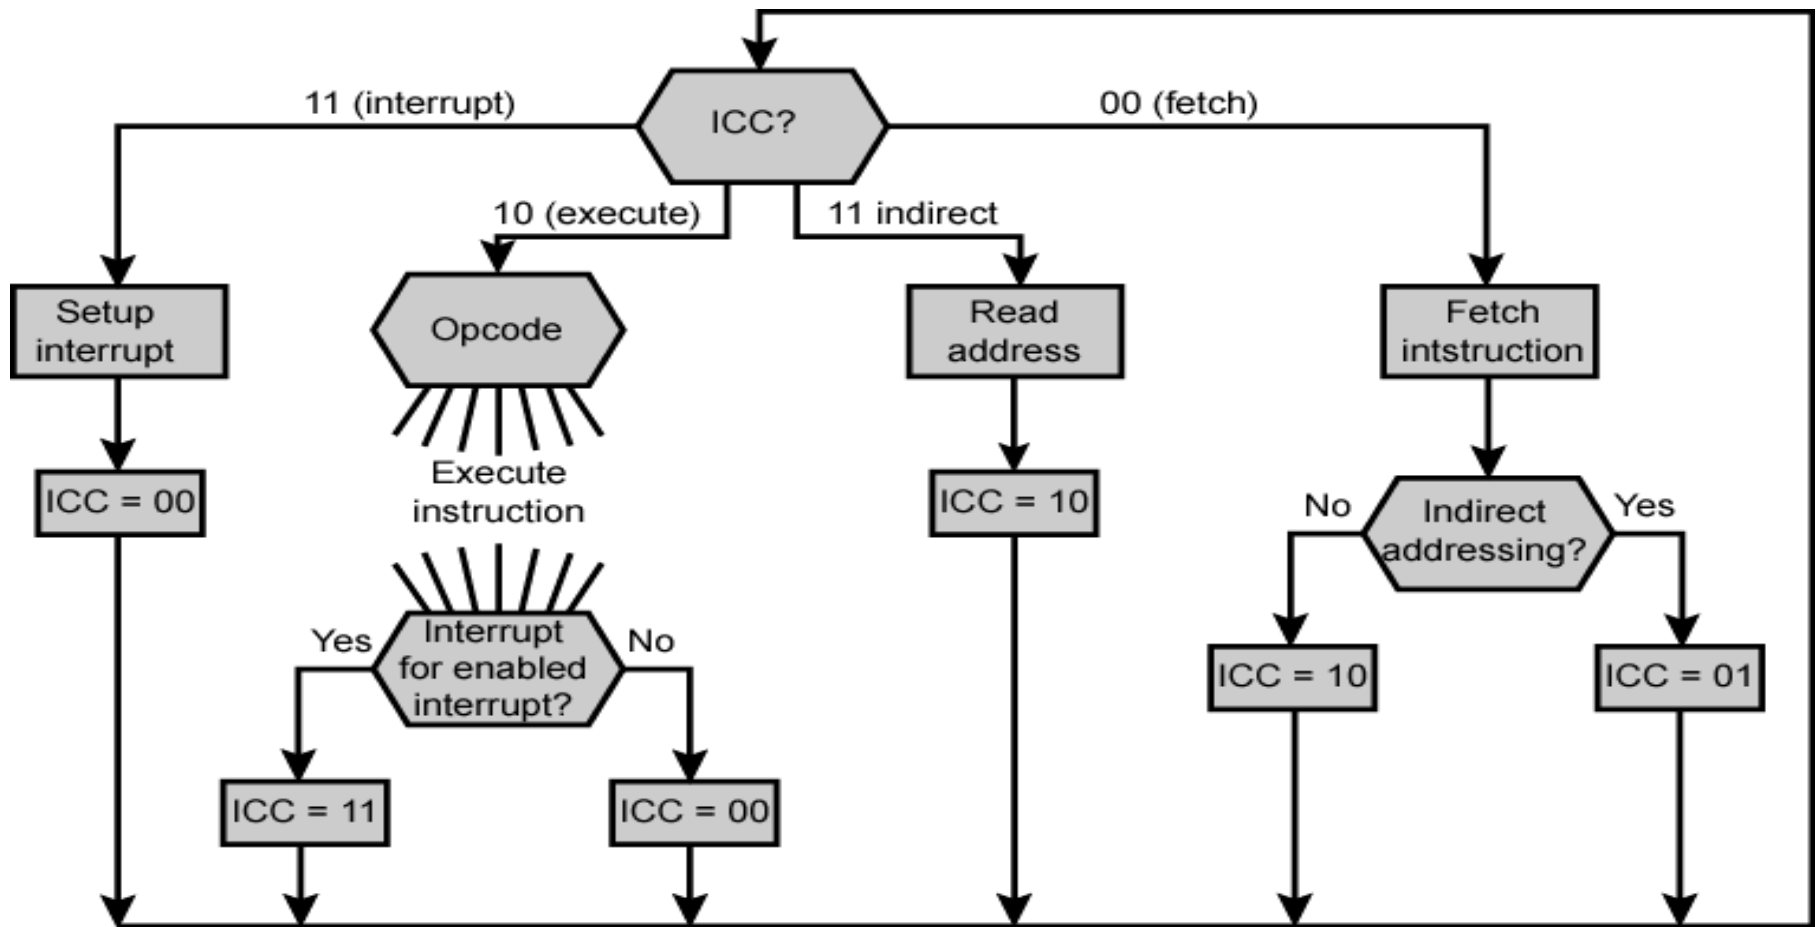 11 (interrupt)
ICC?
00 (fetch)
10 (execute)
11 indirect
Setup
interrupt
Opcode
Read
address
Fetch
intstruction
ICC = 00
Execute
instruction
ICC = 10
No
Indirect
addressing?
Yes
Yes
Interrupt
for enabled
interrupt?
No
ICC = 10
ICC = 01
ICC = 11
ICC = 00